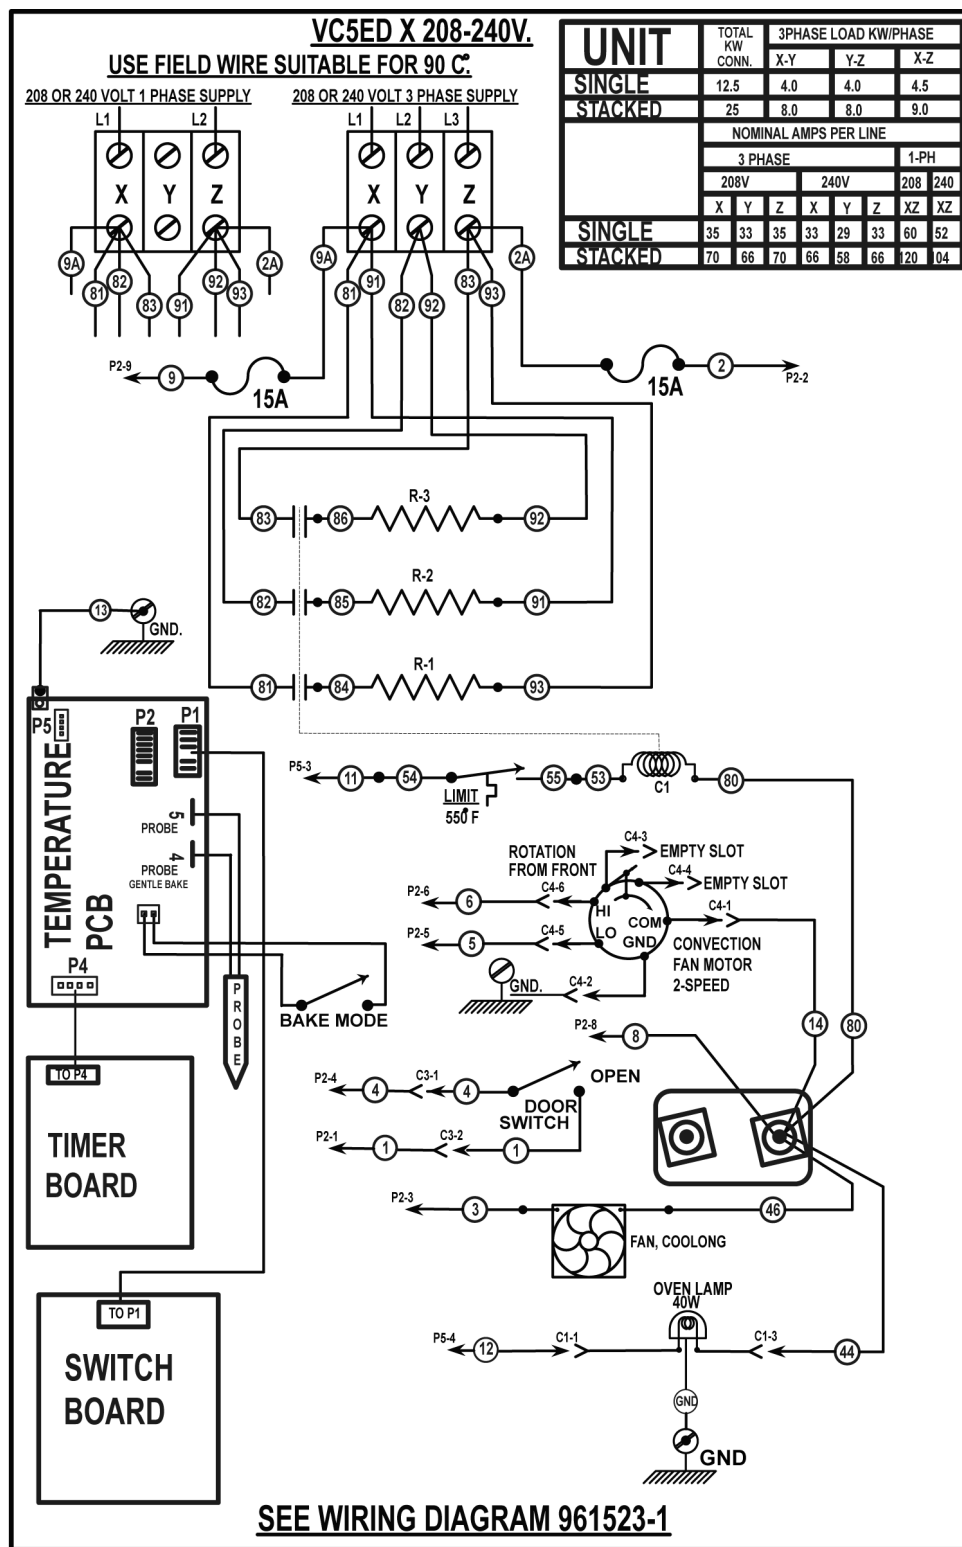 VC5ED X 208-240V.
USE FIELD WIRE SUITABLE FOR 90 C°.
208 OR 240 VOLT 1 PHASE SUPPLY
208 OR 240 VOLT 3 PHASE SUPPLY
L1 L2
L1 L2 L3
X Y Z
X Y Z
9A 2A
81 82 83 91 92 93
9A 2A
81 91 82 92 83 93
UNIT
TOTAL KW CONN.
3PHASE LOAD KW/PHASE
X-Y Y-Z X-Z
SINGLE 12.5 4.0 4.0 4.5
STACKED 25 8.0 8.0 9.0
NOMINAL AMPS PER LINE
3 PHASE 1-PH
208V 240V 208 240
X Y Z X Y Z XZ XZ
SINGLE 35 33 35 33 29 33 60 52
STACKED 70 66 70 66 58 66 120 104
P2-9 9 15A
15A 2 P2-2
R-3
83 86 92
R-2
82 85 91
R-1
81 84 93
13
GND.
P5 P2 P1
TEMPERATURE
PCB
5
PROBE
4
PROBE
GENTLE BAKE
P4
PROBE
BAKE MODE
P5-3 11 54 55 53 80
LIMIT
550°F
C1
ROTATION
FROM FRONT
C4-3 EMPTY SLOT
C4-4 EMPTY SLOT
P2-6 6 C4-6
HI
P2-5 5 C4-5
LO
COM
GND
C4-1
CONVECTION
FAN MOTOR
2-SPEED
GND. C4-2
14 80
P2-8 8
P2-4 4 C3-1 4
OPEN
DOOR
SWITCH
P2-1 1 C3-2 1
P2-3 3 46
FAN, COOLONG
OVEN LAMP
40W
P5-4 12 C1-1 C1-3 44
GND
GND
TO P4
TIMER
BOARD
TO P1
SWITCH
BOARD
SEE WIRING DIAGRAM 961523-1